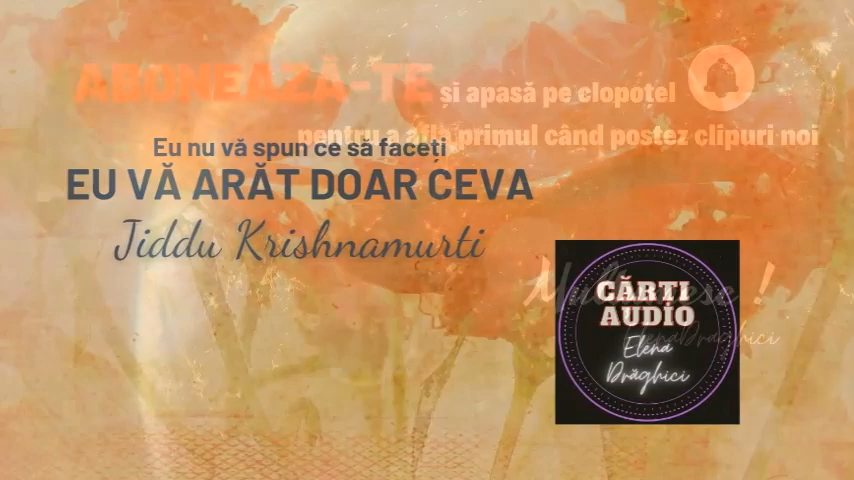 ABONEAZĂ-TE și apasă pe clopoțel
pentru a afla primul când postez clipuri noi
Eu nu vă spun ce să faceți
EU VĂ ARĂT DOAR CEVA
Jiddu Krishnamurti
!
CĂRȚI
AUDIO
Elena
Drăghici
Drăghici